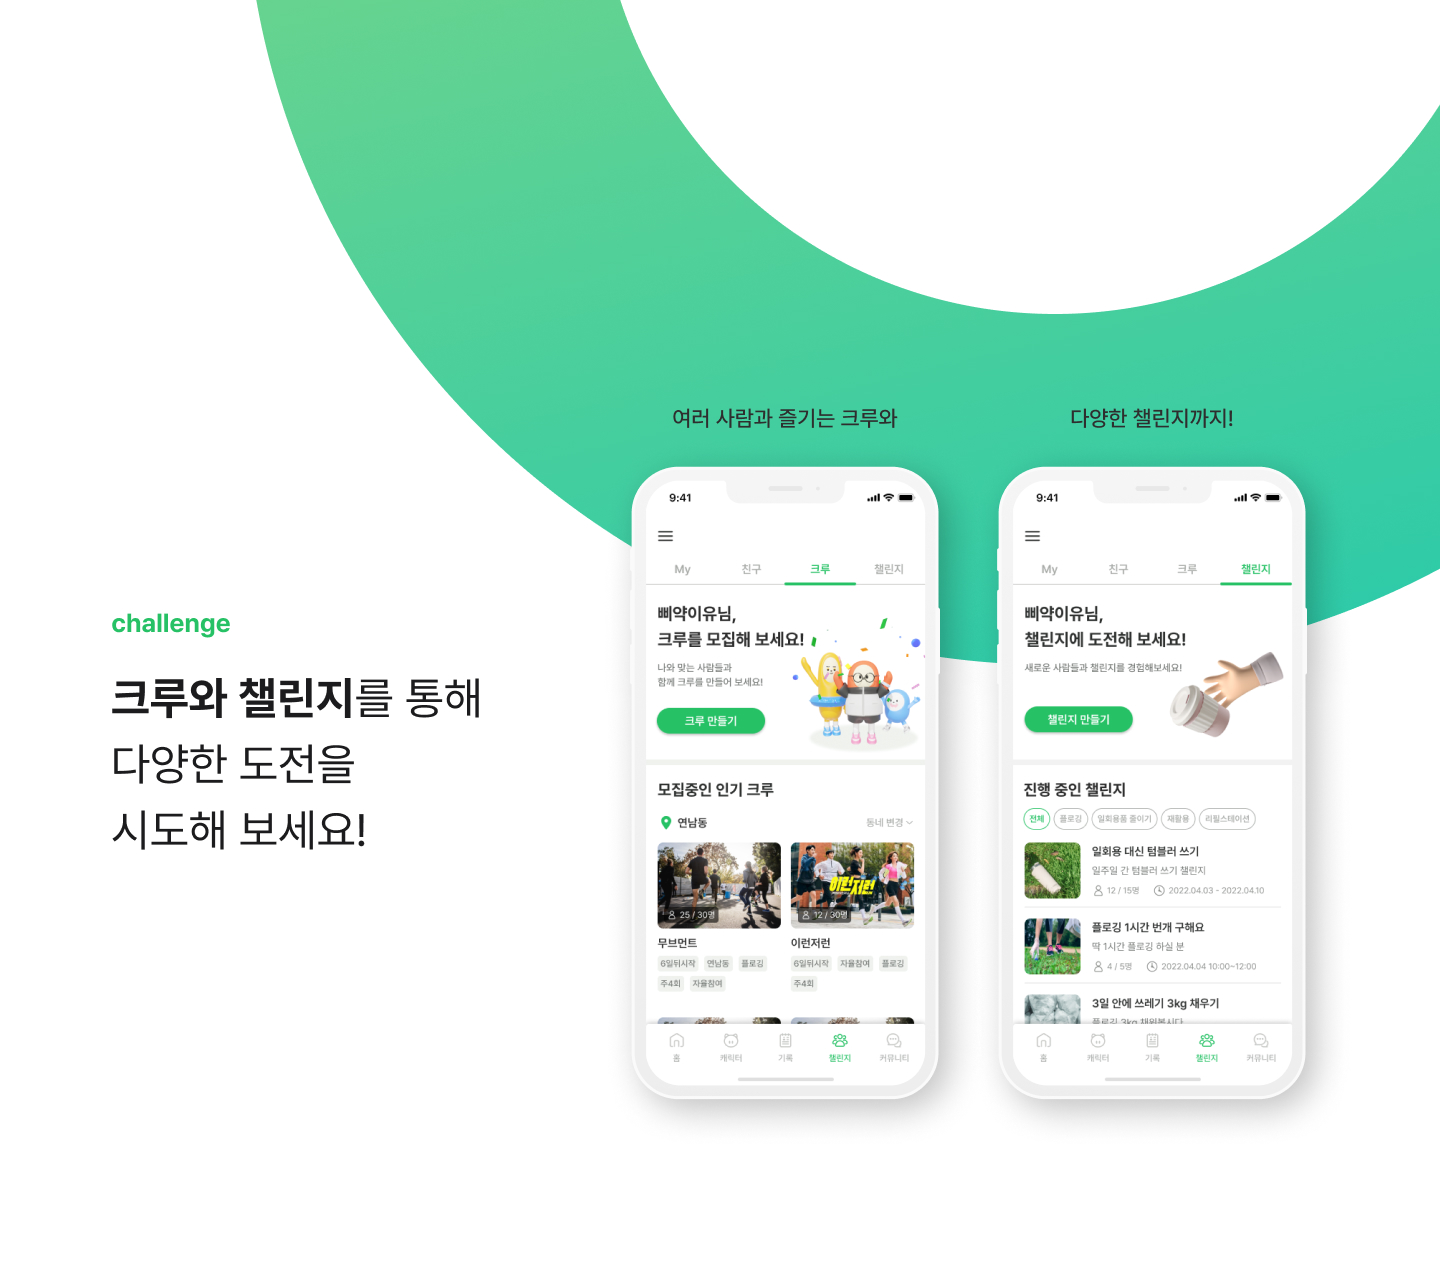 여러 사람과 즐기는 크루와
다양한 챌린지까지!
challenge
크루와 챌린지를 통해
다양한 도전을
시도해 보세요!
9:41
My 친구 크루 챌린지
삐약이유님,
크루를 모집해 보세요!
나와 맞는 사람들과
함께 크루를 만들어 보세요!
크루 만들기
모집중인 인기 크루
연남동 동네 변경
이런저런
25 / 30명
12 / 30명
무브먼트
6일뒤시작 연남동 플로깅
주4회 자율참여
이런저런
6일뒤시작 자율참여 플로깅
주4회
홈 캐릭터 기록 챌린지 커뮤니티
9:41
My 친구 크루 챌린지
삐약이유님,
챌린지에 도전해 보세요!
새로운 사람들과 챌린지를 경험해보세요!
챌린지 만들기
진행 중인 챌린지
전체 플로깅 일회용품 줄이기 재활용 리필스테이션
일회용 대신 텀블러 쓰기
일주일 간 텀블러 쓰기 챌린지
12 / 15명 2022.04.03 - 2022.04.10
플로깅 1시간 번개 구해요
딱 1시간 플로깅 하실 분
4 / 5명 2022.04.04 10:00~12:00
3일 안에 쓰레기 3kg 채우기
플로깅 3kg 채워봅시다
홈 캐릭터 기록 챌린지 커뮤니티